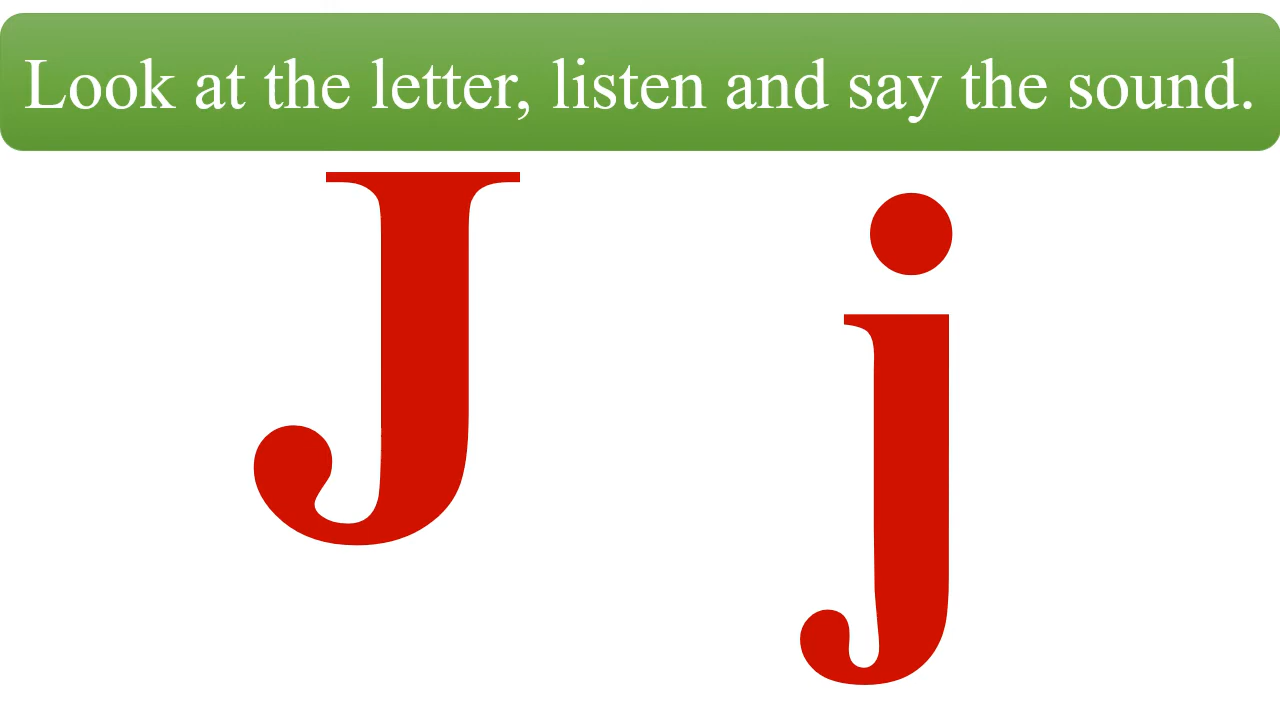 Look at the letter, listen and say the sound.
J j